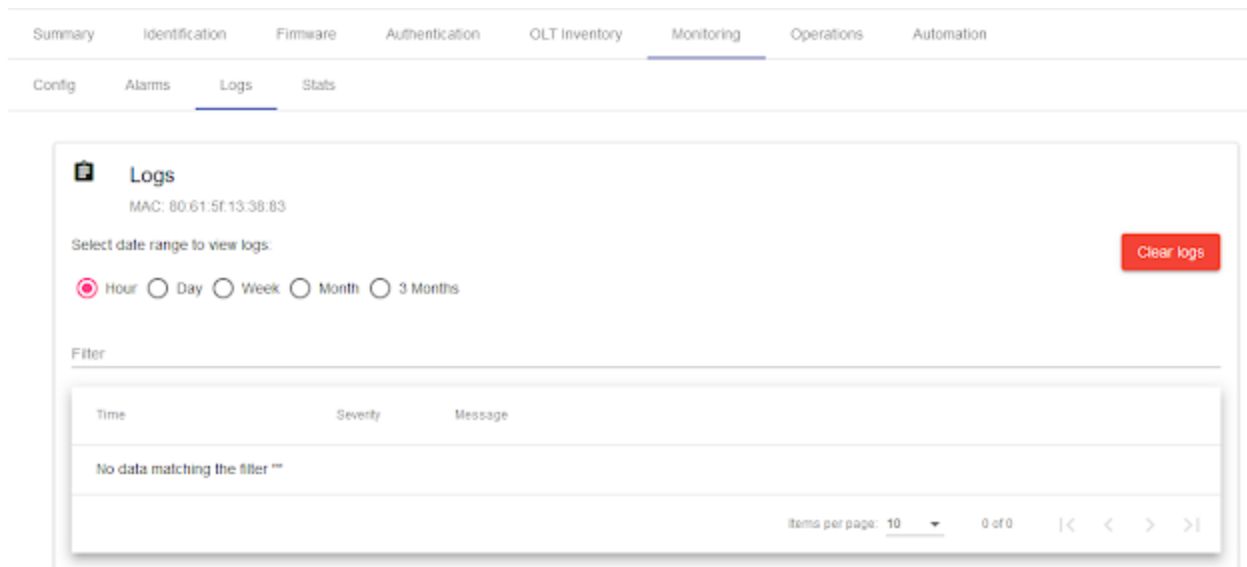 Summary Identification Firmware Authentication OLT Inventory Monitoring Operations Automation
Config Alarms Logs Stats
Logs
MAC: 80:61:5f:13:38:83
Select date range to view logs:
Clear logs
Hour Day Week Month 3 Months
Filter
Time Severity Message
No data matching the filter ""
Items per page: 10 0 of 0